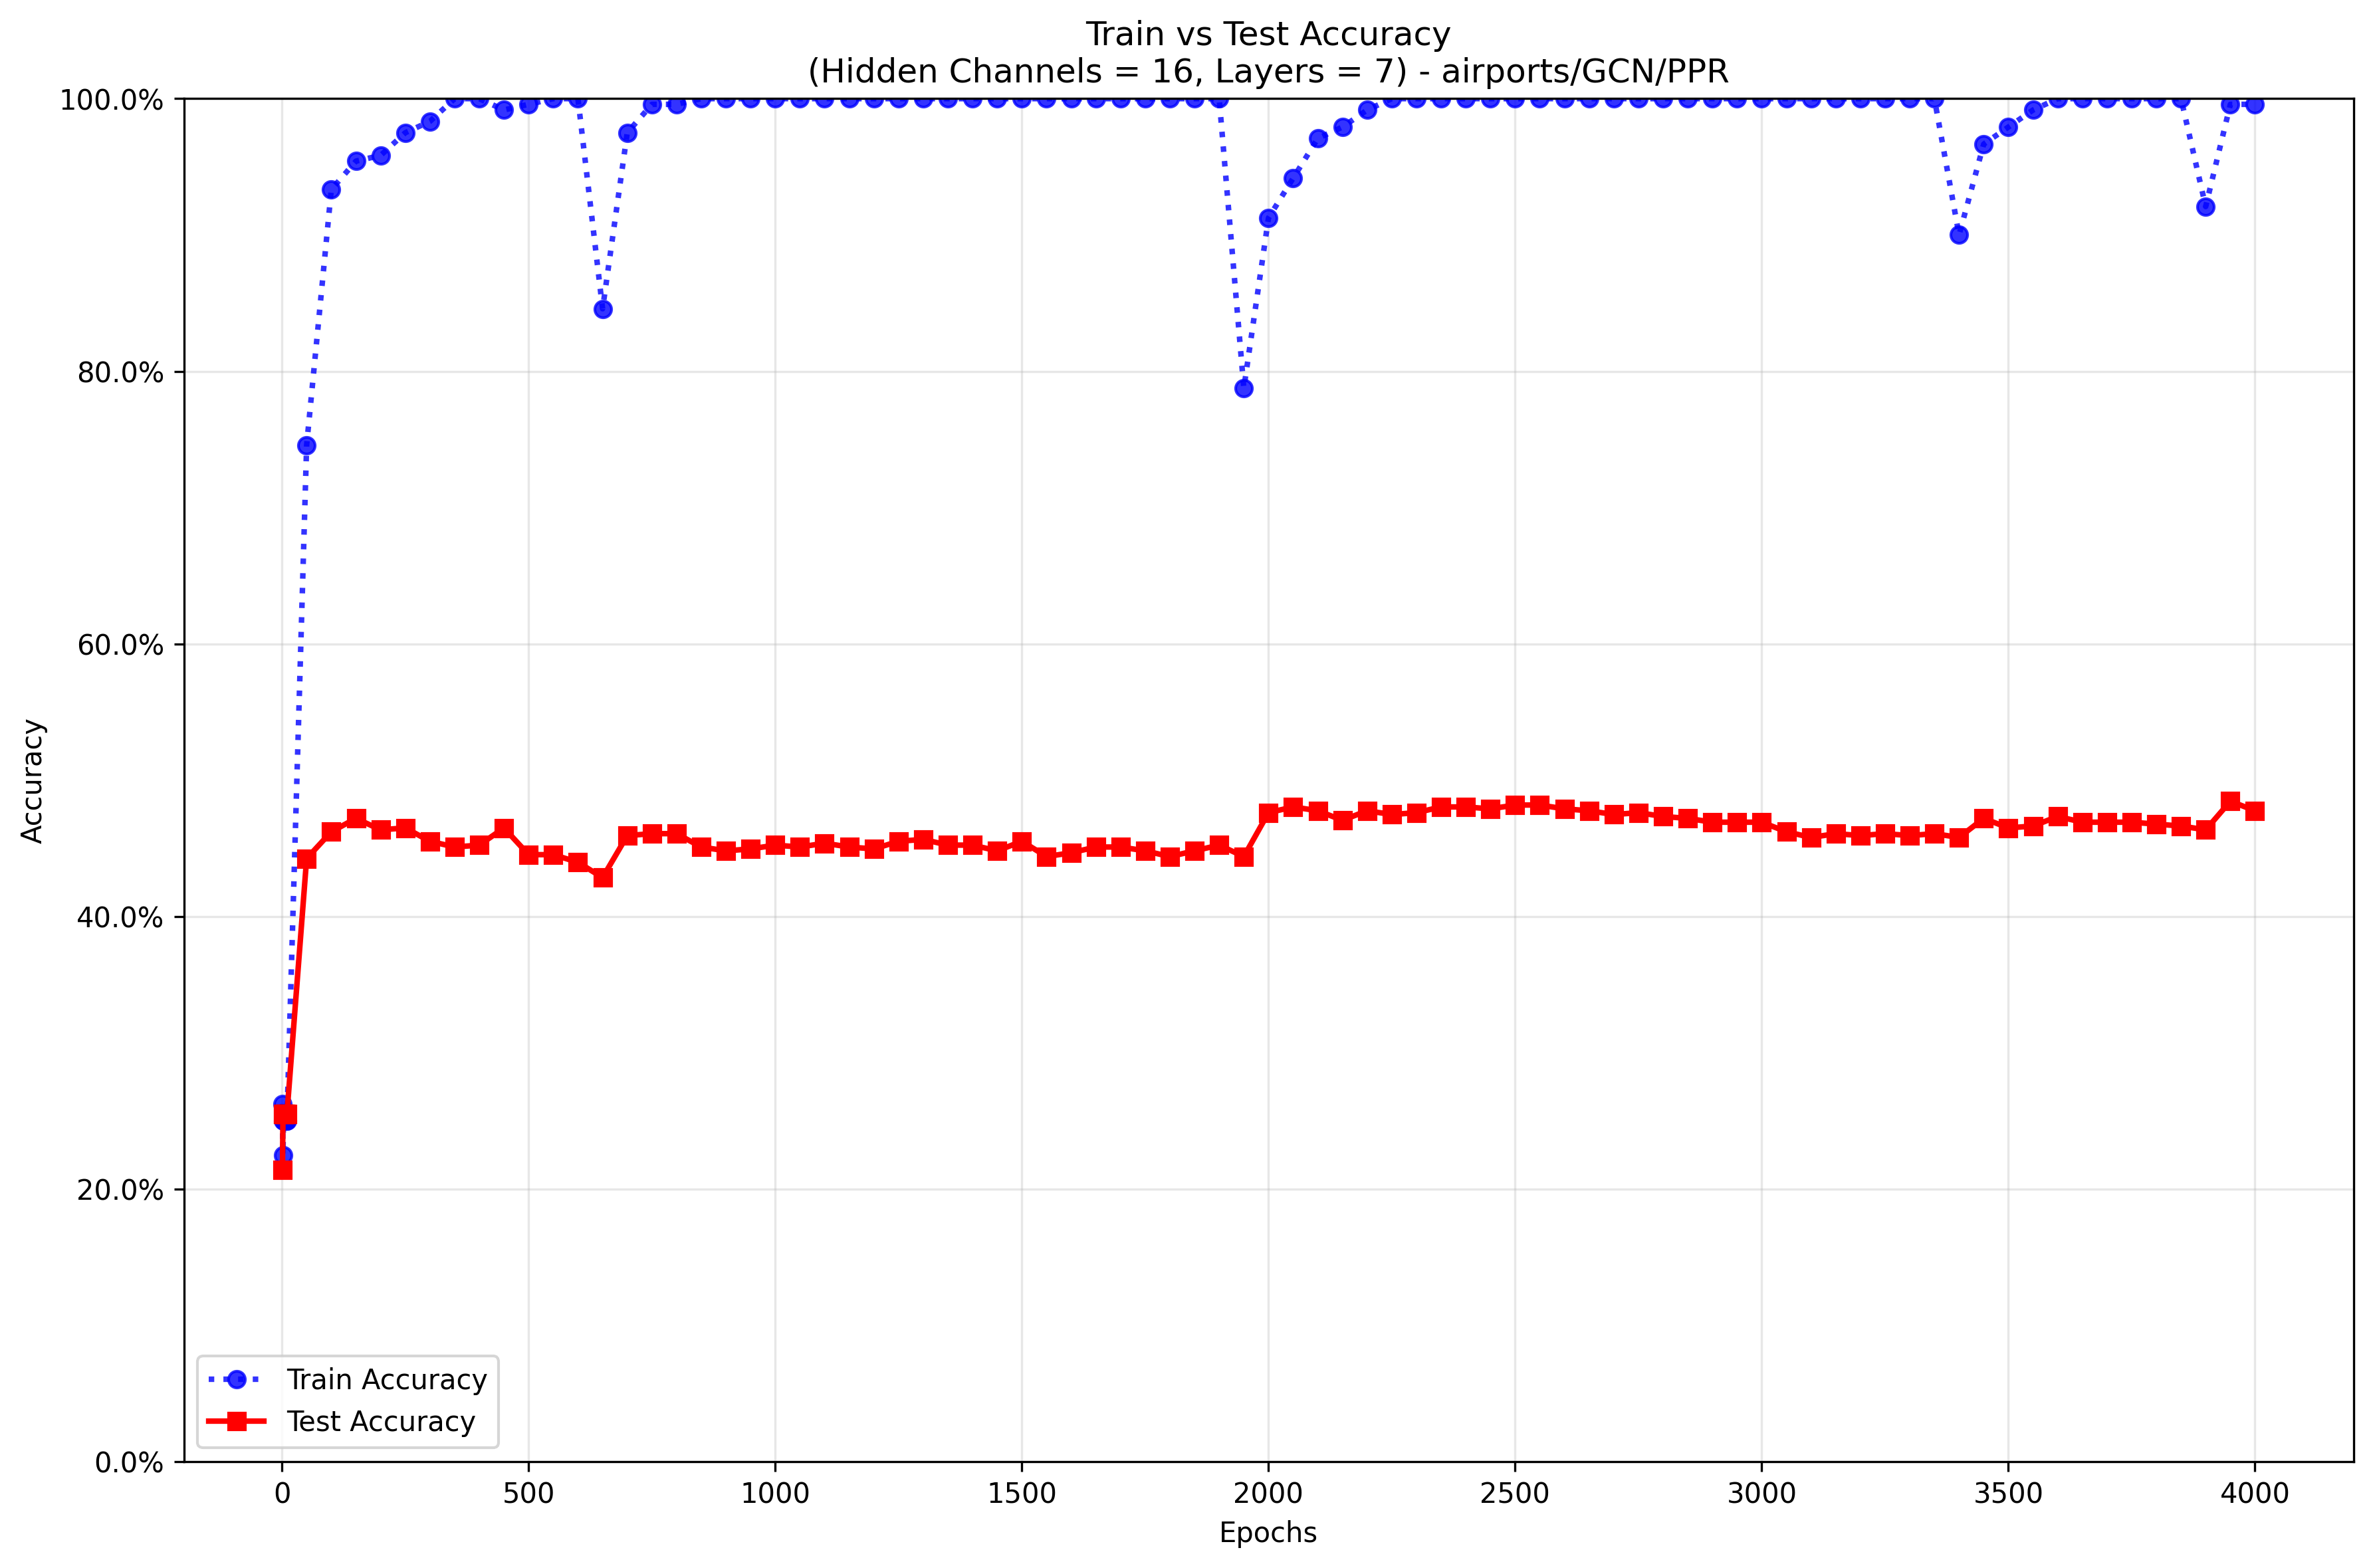 Train vs Test Accuracy
(Hidden Channels = 16, Layers = 7) - airports/GCN/PPR
100.0%
80.0%
60.0%
40.0%
20.0%
0.0%
Accuracy
Train Accuracy
Test Accuracy
0 500 1000 1500 2000 2500 3000 3500 4000
Epochs